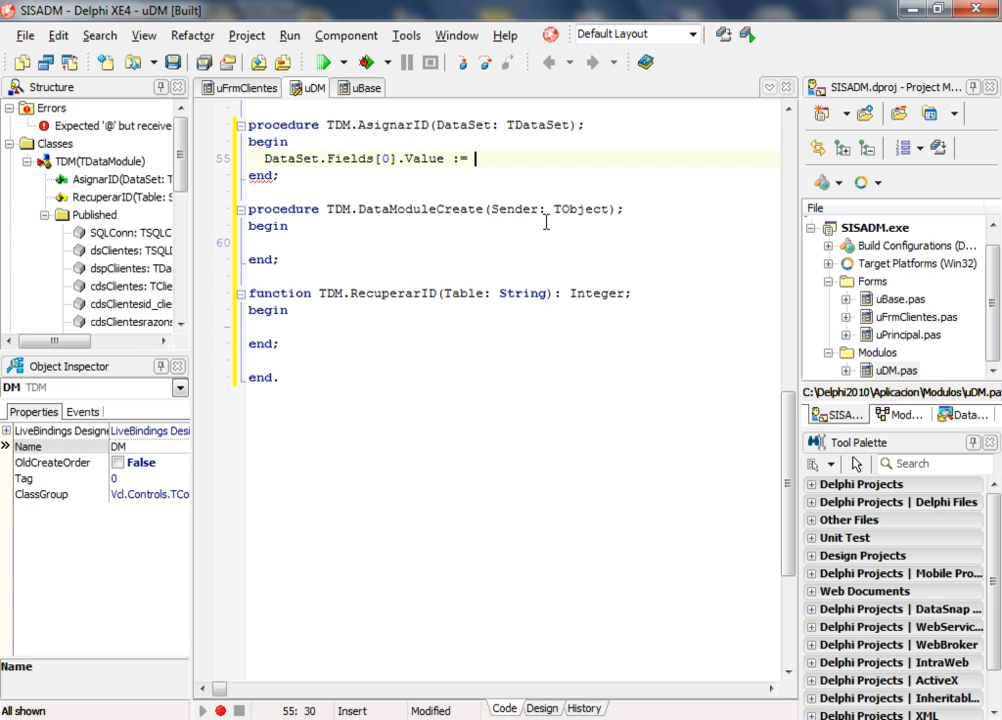 SISADM - Delphi XE4 - uDM [Built]
File Edit Search View Refactor Project Run Component Tools Window Help Default Layout
Structure
Errors
Expected '@' but receive
Classes
TDM(TDataModule)
AsignarID(DataSet: T
RecuperarID(Table: S
Published
SQLConn: TSQLC
dsClientes: TSQLD
dspClientes: TDa
cdsClientes: TClie
cdsClientesid_clie
cdsClientesrazons
Object Inspector
DM TDM
Properties Events
LiveBindings Designe LiveBindings Desi
Name DM
OldCreateOrder False
Tag 0
ClassGroup Vcl.Controls.TCo
Name
All shown
uFrmClientes uDM uBase
procedure TDM.AsignarID(DataSet: TDataSet);
begin
55 DataSet.Fields[0].Value :=
end;
procedure TDM.DataModuleCreate(Sender: TObject);
begin
60
end;
function TDM.RecuperarID(Table: String): Integer;
begin
end;
end.
55: 30 Insert Modified Code Design History
SISADM.dproj - Project M...
File
SISADM.exe
Build Configurations (D...
Target Platforms (Win32)
Forms
uBase.pas
uFrmClientes.pas
uPrincipal.pas
Modulos
uDM.pas
C:\Delphi2010\Aplicacion\Modulos\uDM.pa
SISA... Mod... Data...
Tool Palette
Search
Delphi Projects
Delphi Projects | Delphi Files
Other Files
Unit Test
Design Projects
Delphi Projects | Mobile Pro...
Web Documents
Delphi Projects | DataSnap ...
Delphi Projects | WebServic...
Delphi Projects | WebBroker
Delphi Projects | IntraWeb
Delphi Projects | ActiveX
Delphi Projects | Inheritabl...
Delphi Projects | XML